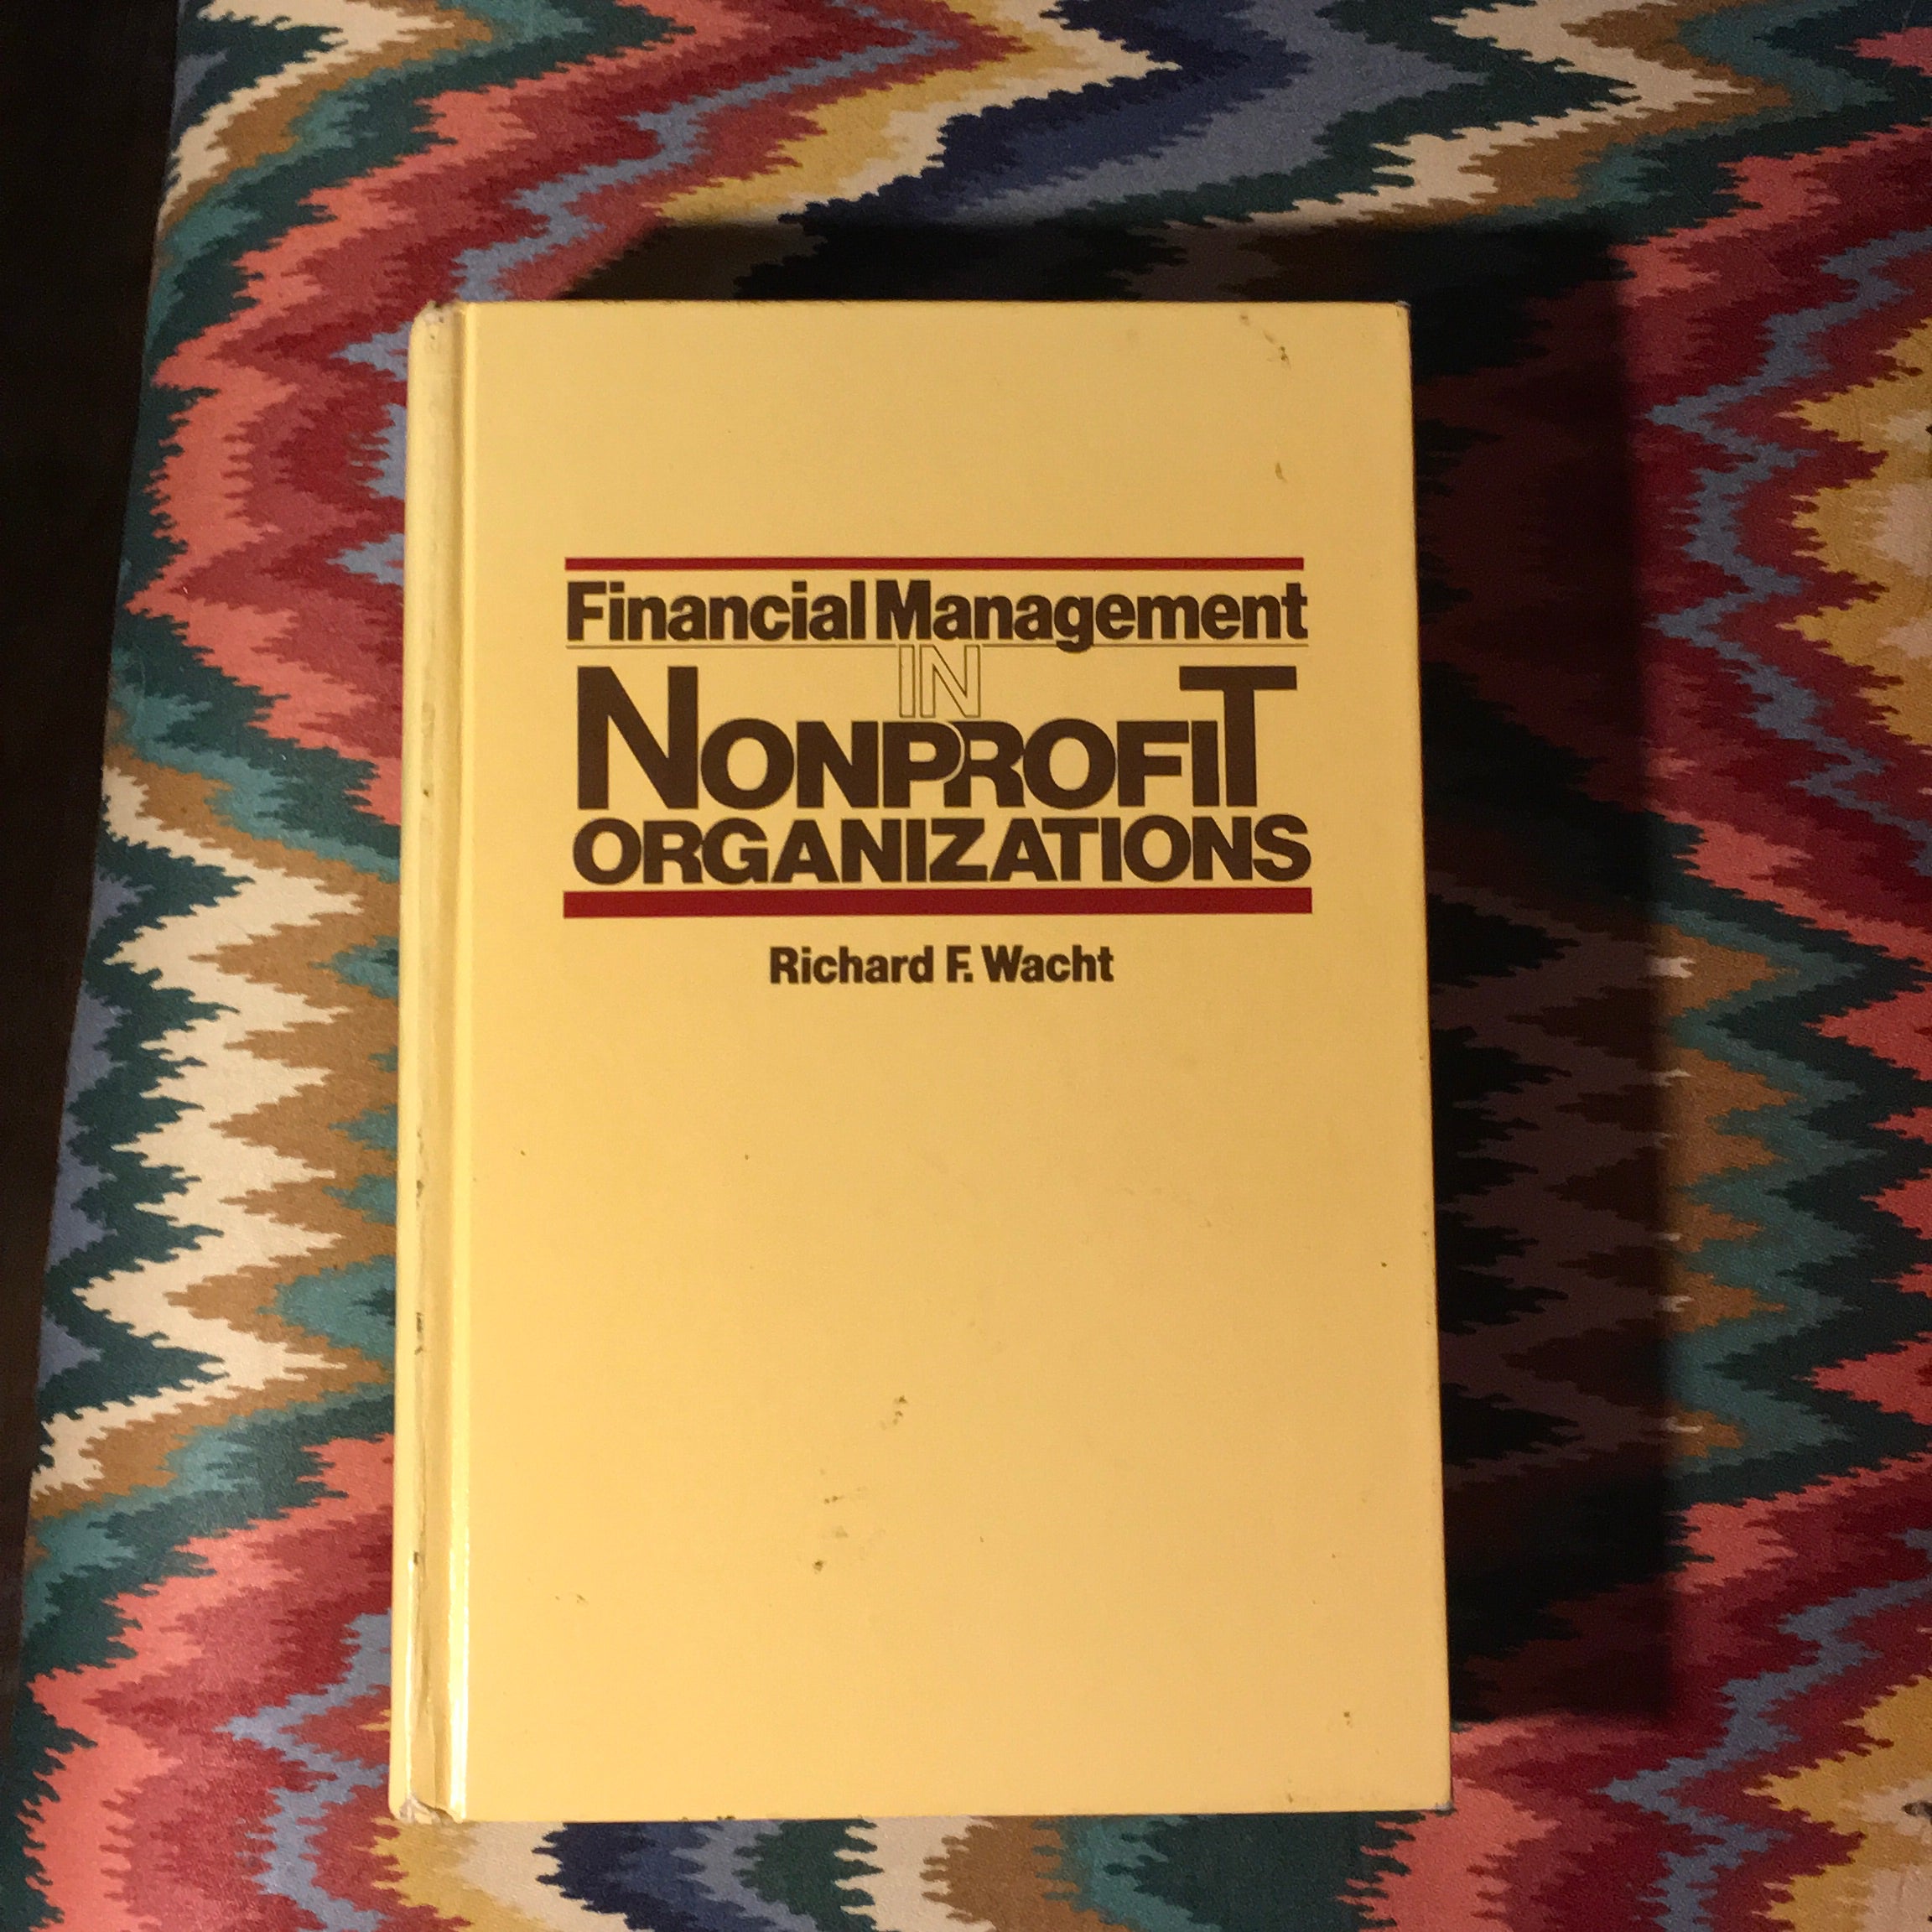 Financial Management
IN
NONPROFIT
ORGANIZATIONS
Richard F. Wacht